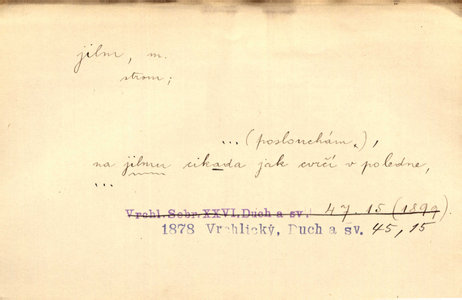 jilm, m.
strom;
... (poslouchám,),
na jilmu cikada jak cvrčí v poledne,
...
Vrchl.Sebr.XXVI.Duch a sv. 47.15 (1899)
1878 Vrchlický, Duch a sv. 45,15